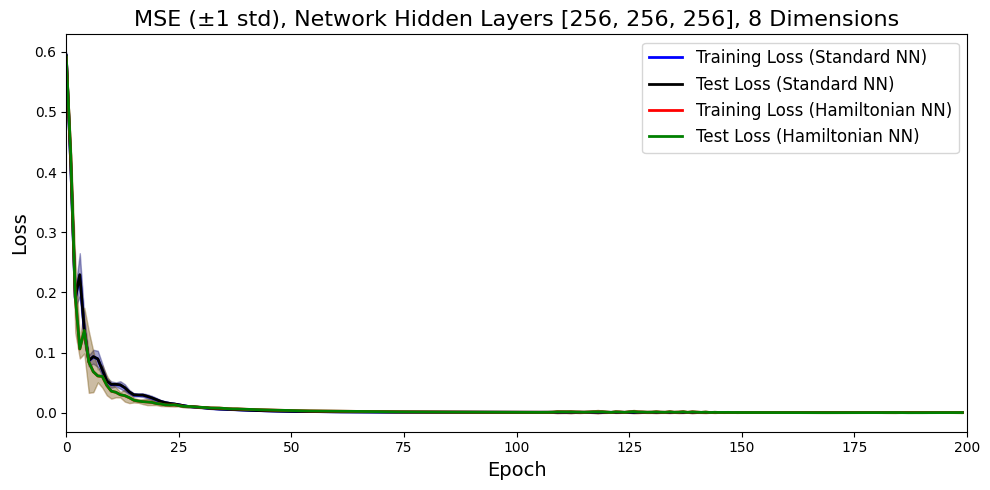 MSE (±1 std), Network Hidden Layers [256, 256, 256], 8 Dimensions
Training Loss (Standard NN)
Test Loss (Standard NN)
Training Loss (Hamiltonian NN)
Test Loss (Hamiltonian NN)
Loss
0.6
0.5
0.4
0.3
0.2
0.1
0.0
0 25 50 75 100 125 150 175 200
Epoch